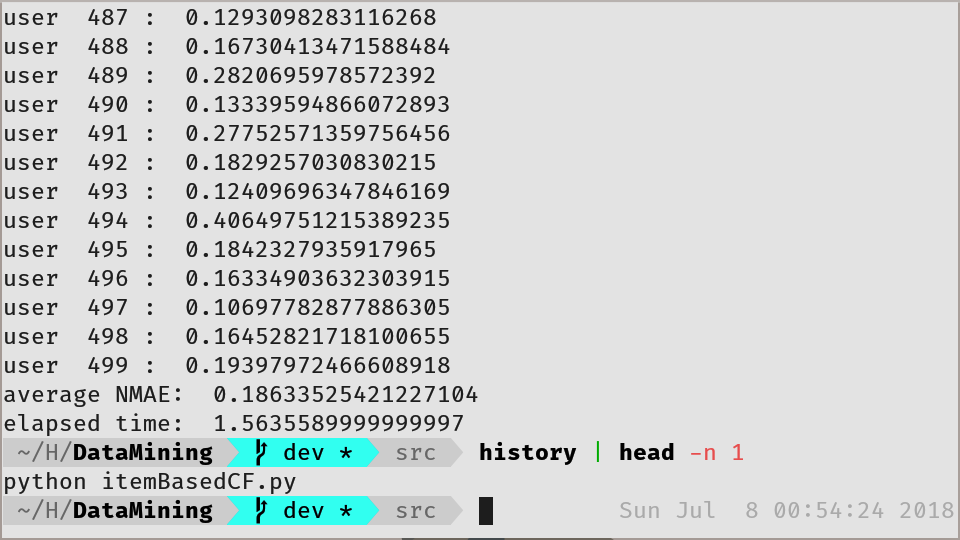 user  487 :  0.1293098283116268
user  488 :  0.16730413471588484
user  489 :  0.2820695978572392
user  490 :  0.13339594866072893
user  491 :  0.27752571359756456
user  492 :  0.1829257030830215
user  493 :  0.12409696347846169
user  494 :  0.40649751215389235
user  495 :  0.1842327935917965
user  496 :  0.16334903632303915
user  497 :  0.10697782877886305
user  498 :  0.16452821718100655
user  499 :  0.19397972466608918
average NMAE:  0.18633525421227104
elapsed time:  1.5635589999999997
~/H/DataMining dev * src history | head -n 1
python itemBasedCF.py
~/H/DataMining dev * src Sun Jul  8 00:54:24 2018